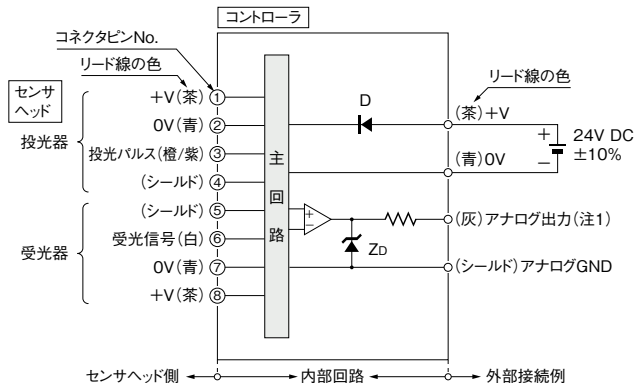 コントローラ
コネクタピンNo.
リード線の色
センサヘッド
投光器
+V(茶) ①
0V(青) ②
投光パルス(橙/紫) ③
(シールド) ④
受光器
(シールド) ⑤
受光信号(白) ⑥
0V(青) ⑦
+V(茶) ⑧
主回路
D
+
−
ZD
リード線の色
(茶)+V
(青)0V
+
−
24V DC
±10%
(灰)アナログ出力(注1)
(シールド)アナログGND
センサヘッド側
内部回路
外部接続例